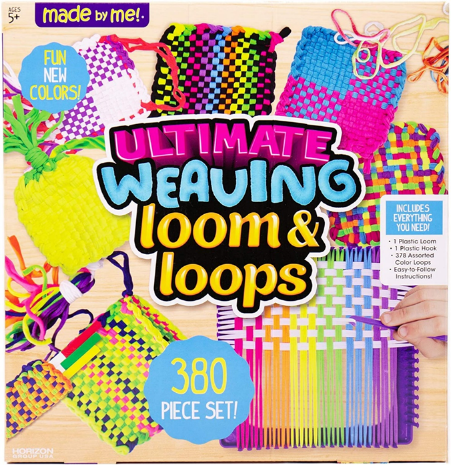 made by me!.
AGES
5+
FUN
NEW
COLORS!
ULTIMATE
WEAVING
loom &
loops
INCLUDES
EVERYTHING
YOU NEED!
• 1 Plastic Loom
• 1 Plastic Hook
• 378 Assorted
Color Loops
• Easy-to-Follow
Instructions!
380
PIECE SET!
HORIZON
GROUP USA